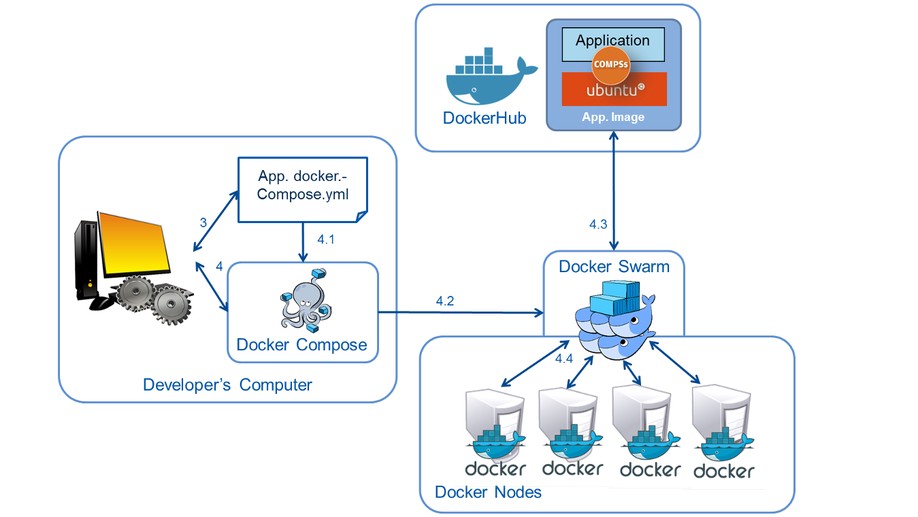 Application
COMPSs
ubuntu®
App. Image
DockerHub
App. docker.-
Compose.yml
3
4.1
4.3
4
Docker Swarm
4.2
Docker Compose
4.4
Developer's Computer
docker
docker
docker
docker
Docker Nodes